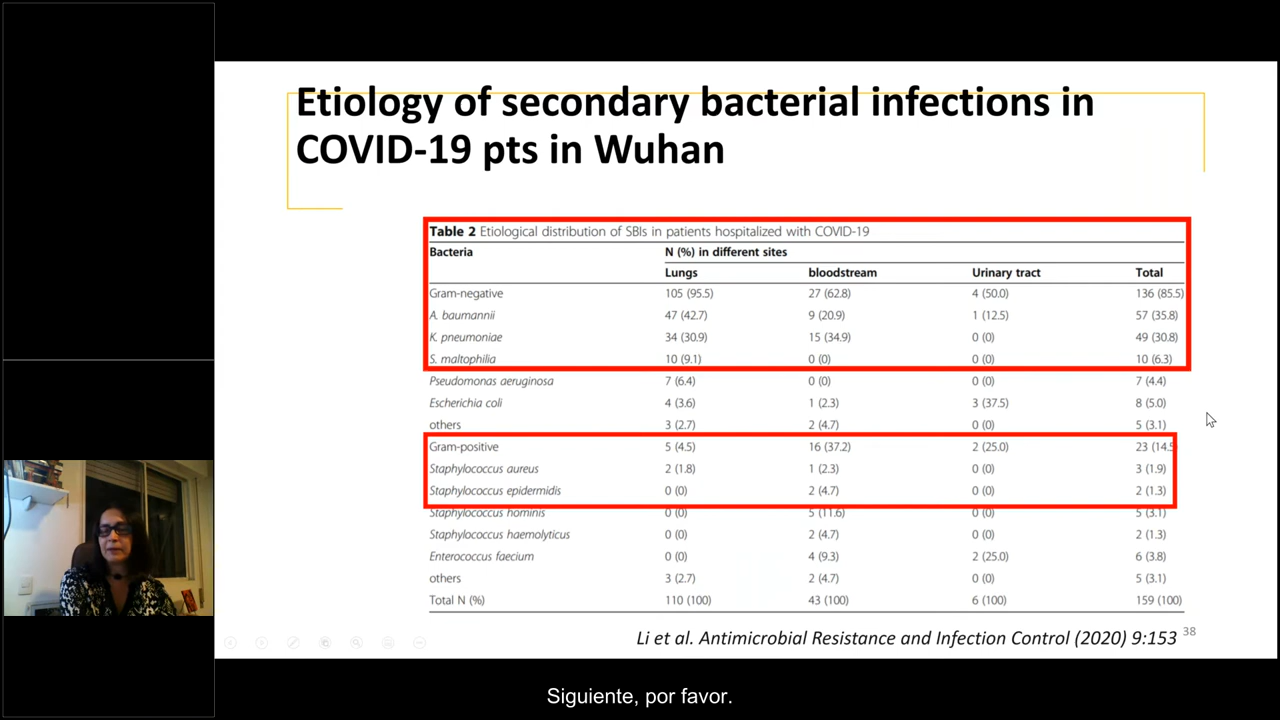 Etiology of secondary bacterial infections in
COVID-19 pts in Wuhan
Table 2 Etiological distribution of SBIs in patients hospitalized with COVID-19
Bacteria N (%) in different sites
Lungs bloodstream Urinary tract Total
Gram-negative 105 (95.5) 27 (62.8) 4 (50.0) 136 (85.5)
A. baumannii 47 (42.7) 9 (20.9) 1 (12.5) 57 (35.8)
K. pneumoniae 34 (30.9) 15 (34.9) 0 (0) 49 (30.8)
S. maltophilia 10 (9.1) 0 (0) 0 (0) 10 (6.3)
Pseudomonas aeruginosa 7 (6.4) 0 (0) 0 (0) 7 (4.4)
Escherichia coli 4 (3.6) 1 (2.3) 3 (37.5) 8 (5.0)
others 3 (2.7) 2 (4.7) 0 (0) 5 (3.1)
Gram-positive 5 (4.5) 16 (37.2) 2 (25.0) 23 (14.5
Staphylococcus aureus 2 (1.8) 1 (2.3) 0 (0) 3 (1.9)
Staphylococcus epidermidis 0 (0) 2 (4.7) 0 (0) 2 (1.3)
Staphylococcus hominis 0 (0) 5 (11.6) 0 (0) 5 (3.1)
Staphylococcus haemolyticus 0 (0) 2 (4.7) 0 (0) 2 (1.3)
Enterococcus faecium 0 (0) 4 (9.3) 2 (25.0) 6 (3.8)
others 3 (2.7) 2 (4.7) 0 (0) 5 (3.1)
Total N (%) 110 (100) 43 (100) 6 (100) 159 (100)
Li et al. Antimicrobial Resistance and Infection Control (2020) 9:153
38
Siguiente, por favor.